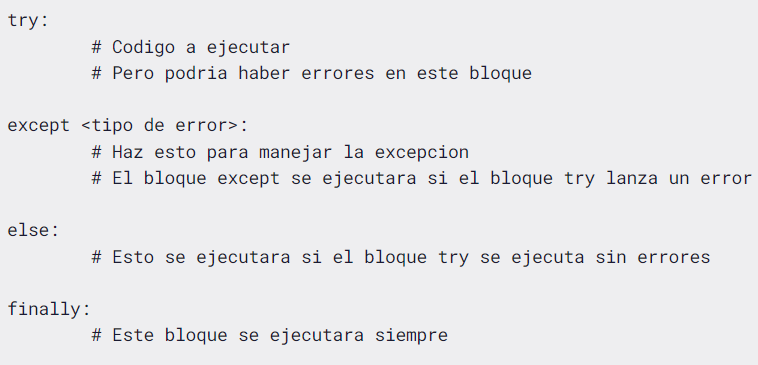 try:
        # Codigo a ejecutar
        # Pero podria haber errores en este bloque
except <tipo de error>:
        # Haz esto para manejar la excepcion
        # El bloque except se ejecutara si el bloque try lanza un error
else:
        # Esto se ejecutara si el bloque try se ejecuta sin errores
finally:
        # Este bloque se ejecutara siempre